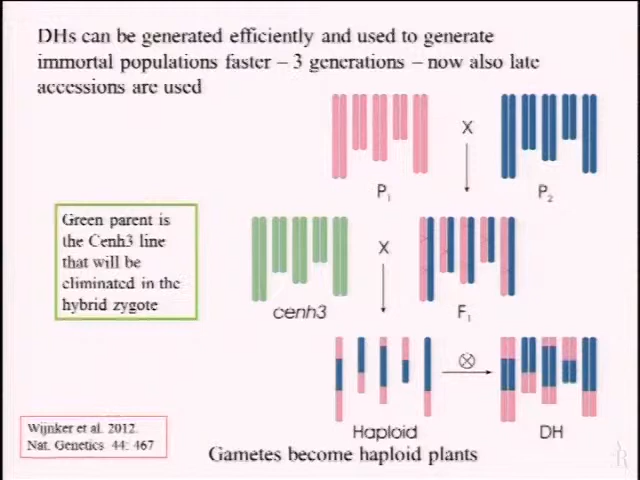 DHs can be generated efficiently and used to generate
immortal populations faster – 3 generations – now also late
accessions are used
X
P1
P2
Green parent is
the Cenh3 line
that will be
eliminated in the
hybrid zygote
X
cenh3
F1
Haploid
DH
Wijnker et al. 2012.
Nat. Genetics 44: 467
Gametes become haploid plants